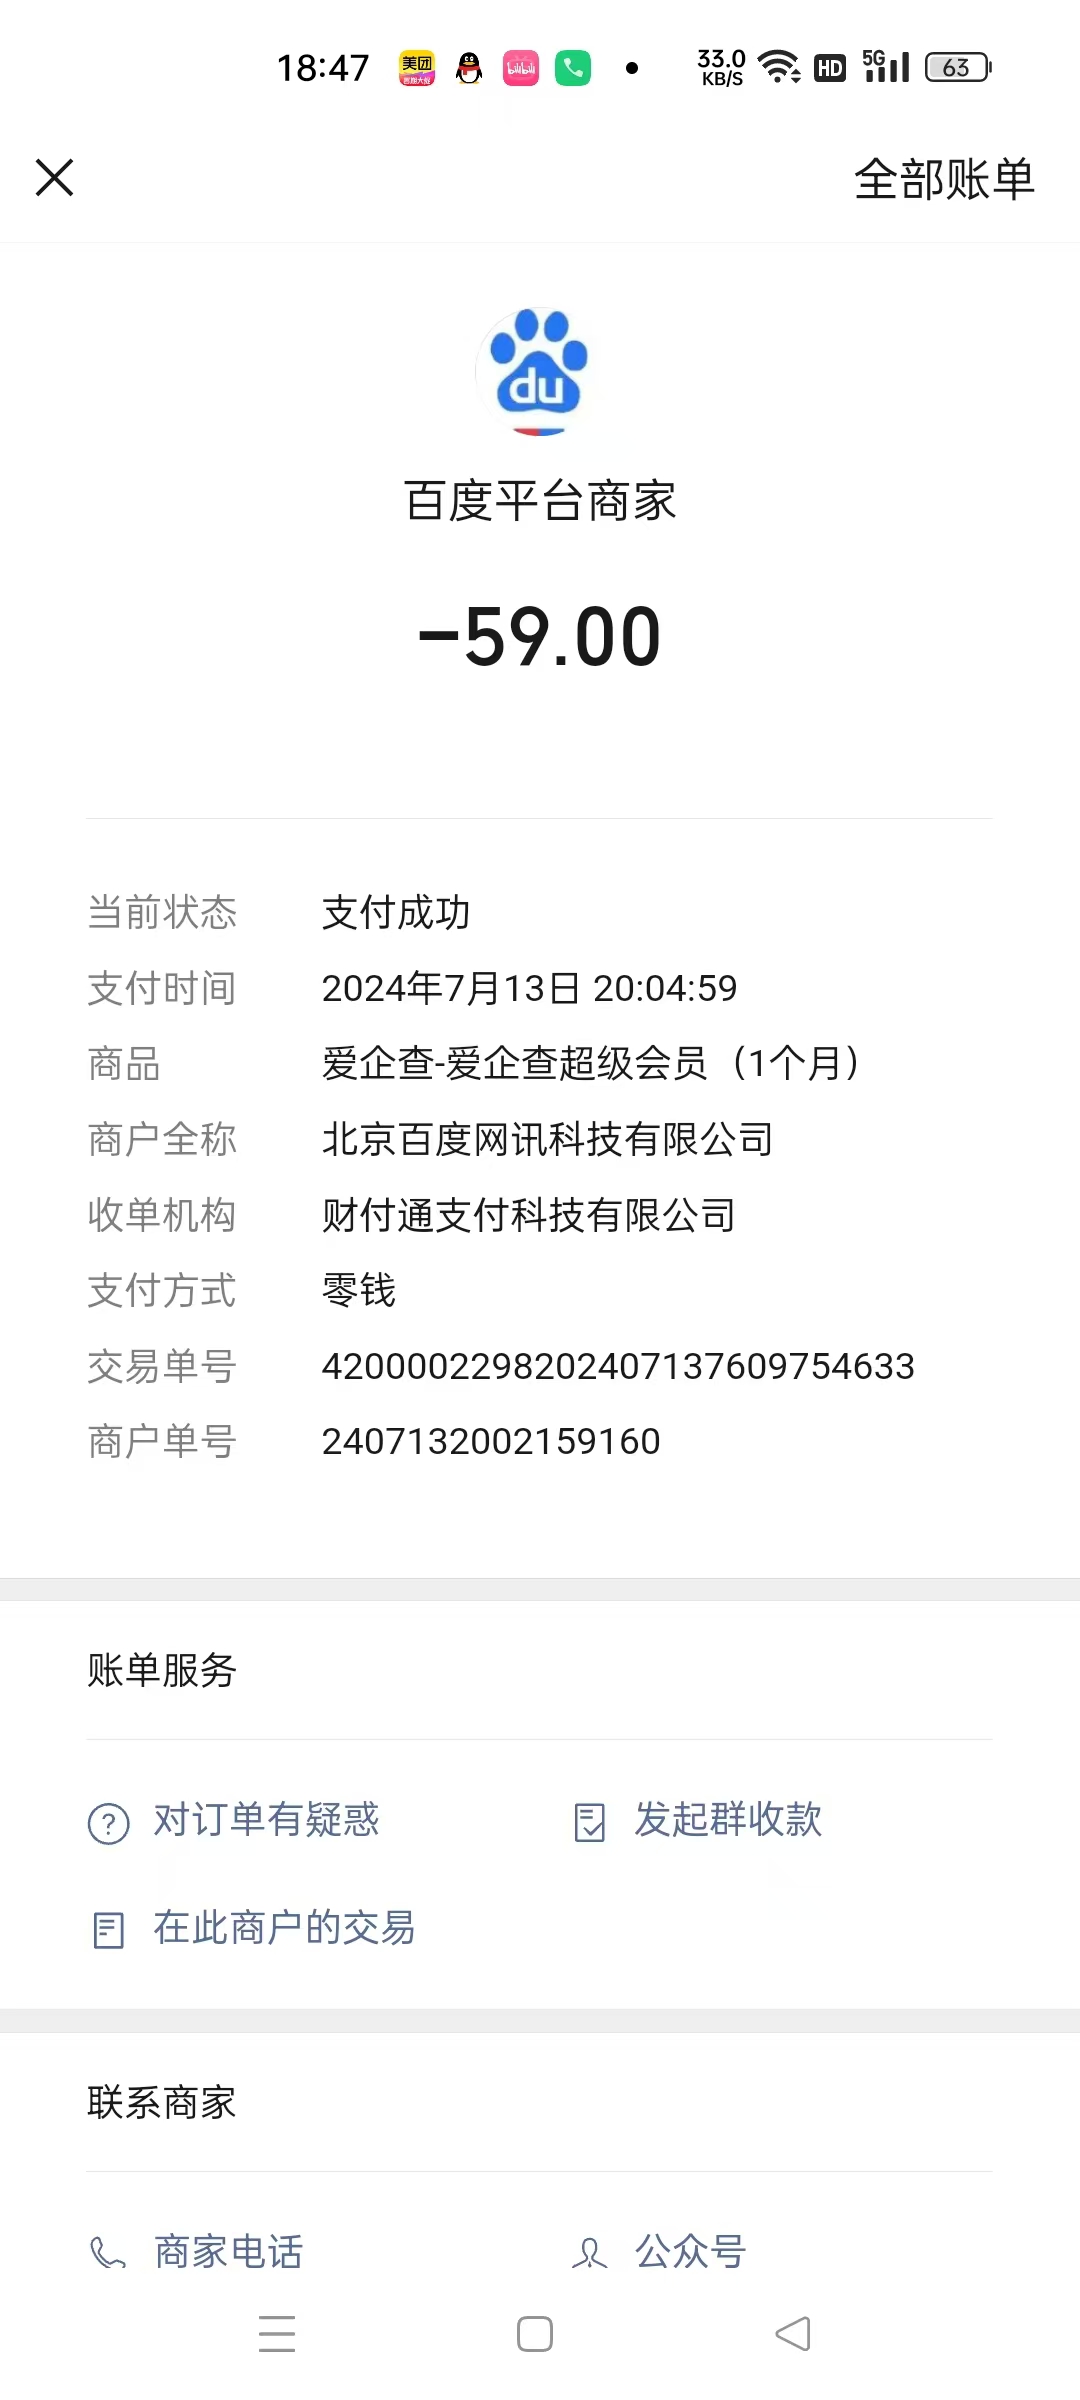 18:47 美团 bilibili 33.0 KB/S HD 5G 63
全部账单
du
百度平台商家
-59.00
当前状态 支付成功
支付时间 2024年7月13日 20:04:59
商品 爱企查-爱企查超级会员（1个月）
商户全称 北京百度网讯科技有限公司
收单机构 财付通支付科技有限公司
支付方式 零钱
交易单号 4200002298202407137609754633
商户单号 2407132002159160
账单服务
对订单有疑惑 发起群收款
在此商户的交易
联系商家
商家电话 公众号